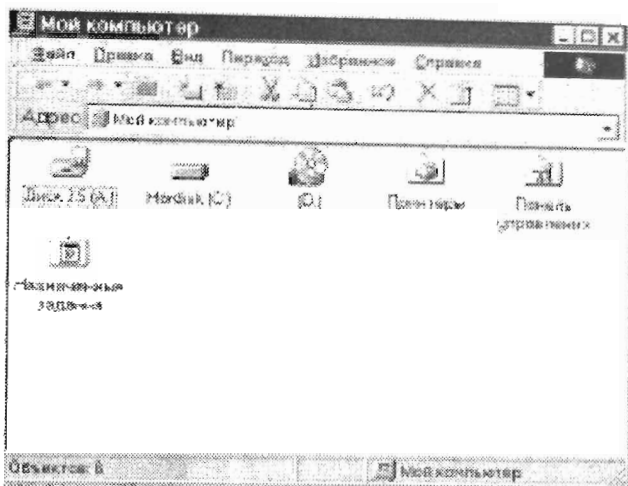 Мой компьютер
Файл Правка Вид Переход Избранное Справка
Адрес Мой компьютер
Диск 3,5 (A:) Hardisk (C:) (D:) Принтеры Панель
управления
Назначенные
задания
Объектов: 6 Мой компьютер